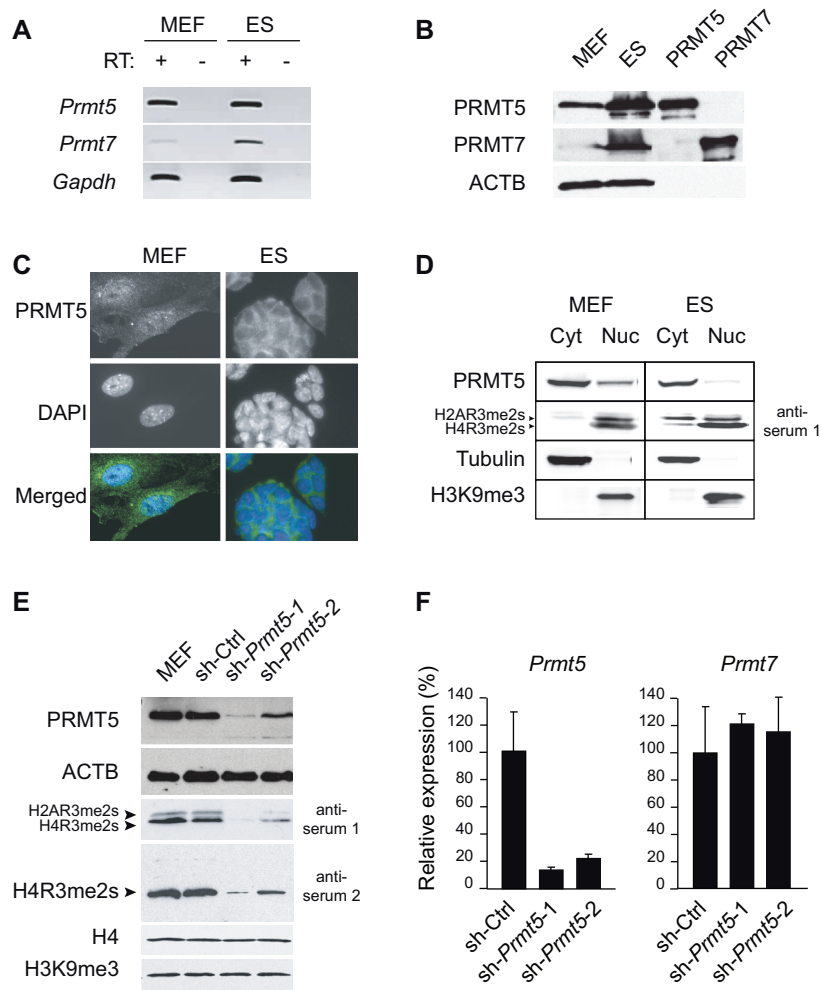 A
MEF ES
RT: + - + -
Prmt5
Prmt7
Gapdh
B
MEF ES PRMT5 PRMT7
PRMT5
PRMT7
ACTB
C
MEF ES
PRMT5
DAPI
Merged
D
MEF ES
Cyt Nuc Cyt Nuc
PRMT5
H2AR3me2s
H4R3me2s
anti-
serum 1
Tubulin
H3K9me3
E
MEF sh-Ctrl sh-Prmt5-1 sh-Prmt5-2
PRMT5
ACTB
H2AR3me2s
H4R3me2s
anti-
serum 1
H4R3me2s
anti-
serum 2
H4
H3K9me3
F
Prmt5
Relative expression (%)
140
120
100
80
60
40
20
0
sh-Ctrl
sh-Prmt5-1
sh-Prmt5-2
Prmt7
140
120
100
80
60
40
20
0
sh-Ctrl
sh-Prmt5-1
sh-Prmt5-2